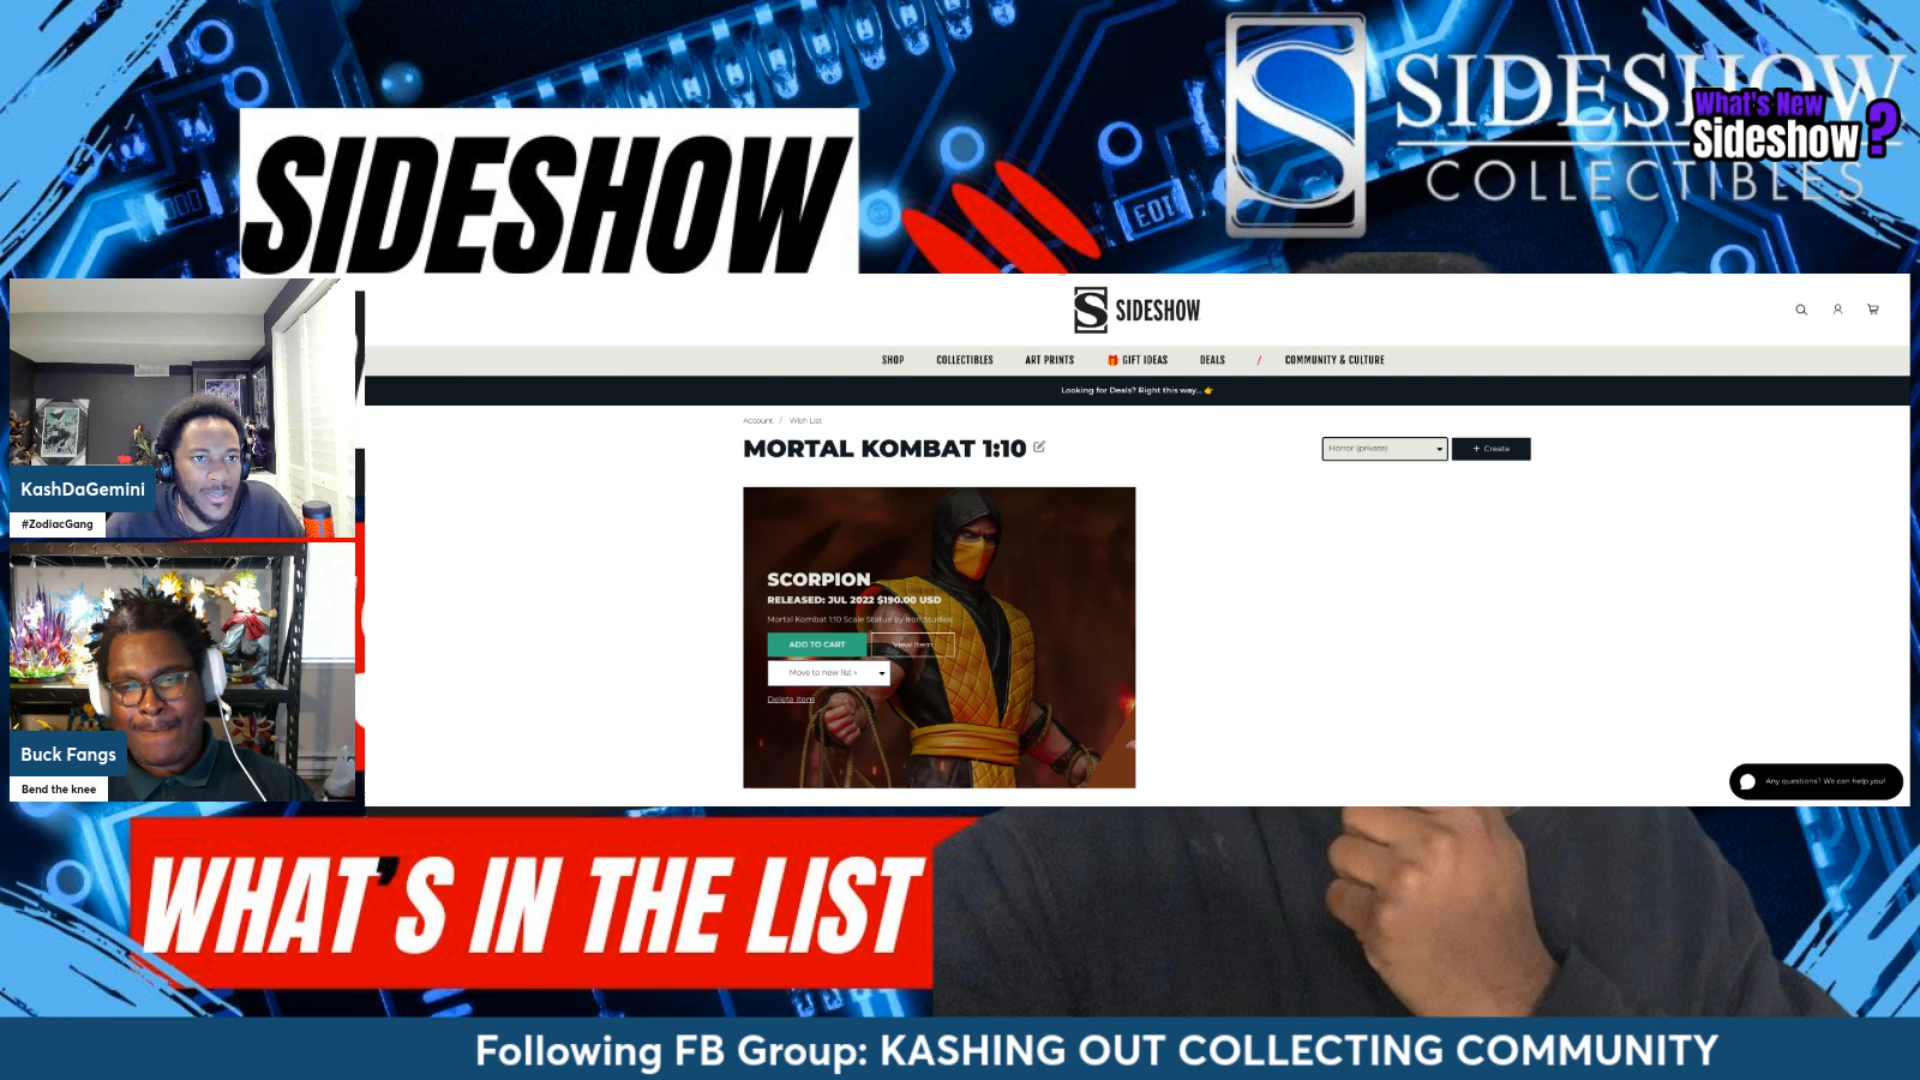 SIDESHOW
COLLECTIBLES
What's New
Sideshow?
SIDESHOW
EDI
SIDESHOW
SHOP
COLLECTIBLES
ART PRINTS
GIFT IDEAS
DEALS
/
COMMUNITY & CULTURE
Looking for Deals? Right this way...
Account / Wish List
MORTAL KOMBAT 1:10
Horror (private)
+ Create
SCORPION
RELEASED: JUL 2022 $190.00 USD
Mortal Kombat 1:10 Scale Statue by Iron Studios
ADD TO CART
View Item
Move to new list »
Delete Item
Any questions? We can help you!
KashDaGemini
#ZodiacGang
Buck Fangs
Bend the knee
WHAT'S IN THE LIST
Following FB Group: KASHING OUT COLLECTING COMMUNITY